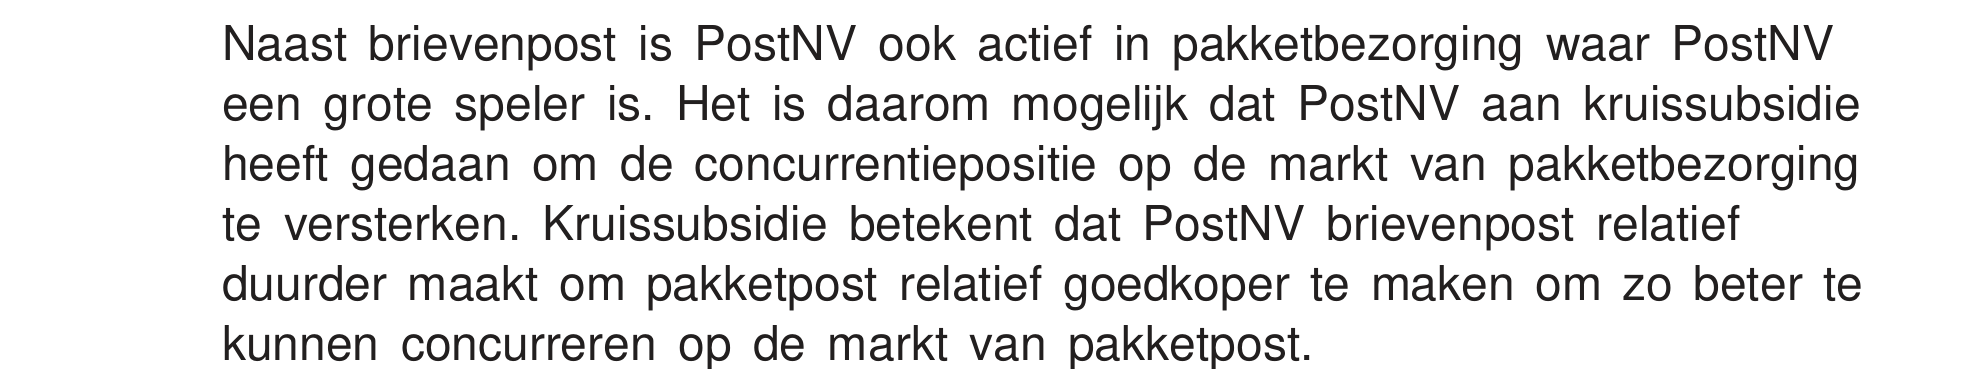 Naast brievenpost is PostNV ook actief in pakketbezorging waar PostNV
een grote speler is. Het is daarom mogelijk dat PostNV aan kruissubsidie
heeft gedaan om de concurrentiepositie op de markt van pakketbezorging
te versterken. Kruissubsidie betekent dat PostNV brievenpost relatief
duurder maakt om pakketpost relatief goedkoper te maken om zo beter te
kunnen concurreren op de markt van pakketpost.